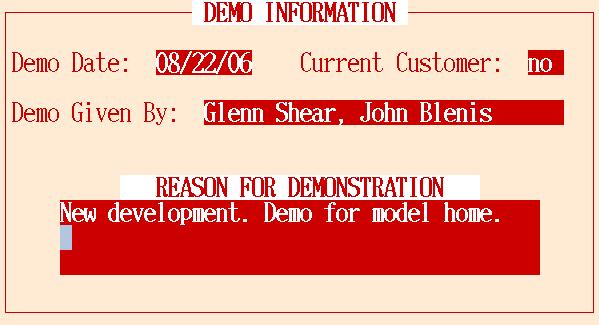 DEMO INFORMATION
Demo Date: 08/22/06 Current Customer: no
Demo Given By: Glenn Shear, John Blenis
REASON FOR DEMONSTRATION
New development. Demo for model home.